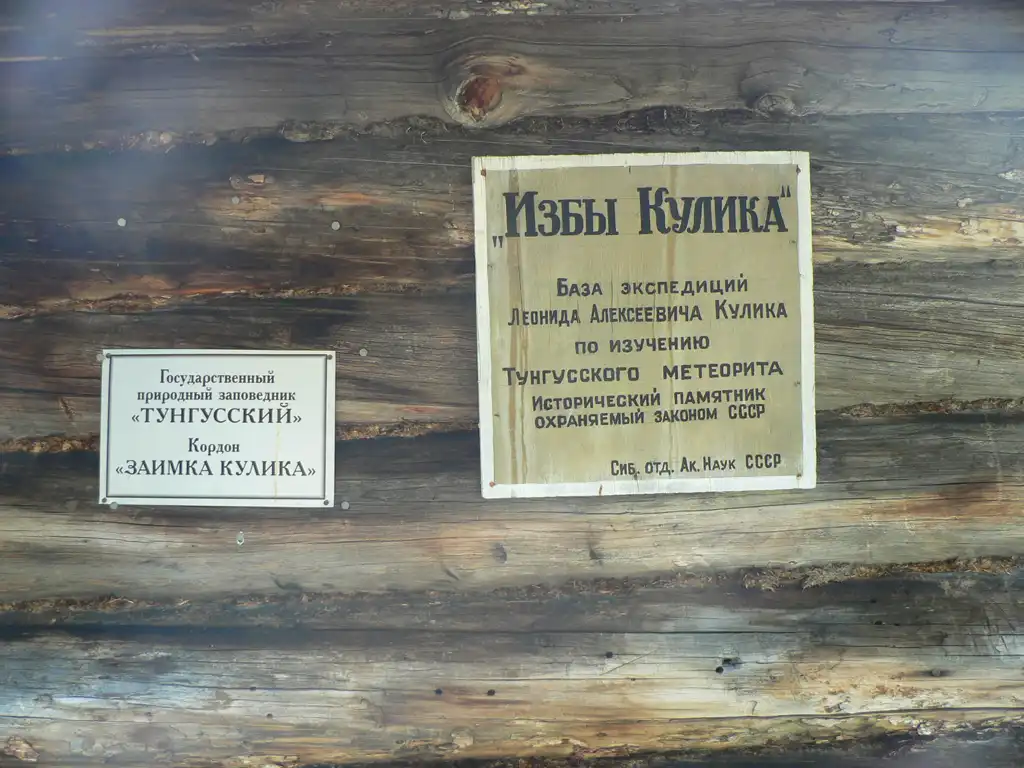 Государственный
природный заповедник
«ТУНГУССКИЙ»
Кордон
«ЗАИМКА КУЛИКА»
„Избы Кулика"
База экспедиций
Леонида Алексеевича Кулика
по изучению
Тунгусского метеорита
Исторический памятник
охраняемый законом СССР
Сиб. отд. Ак. Наук СССР